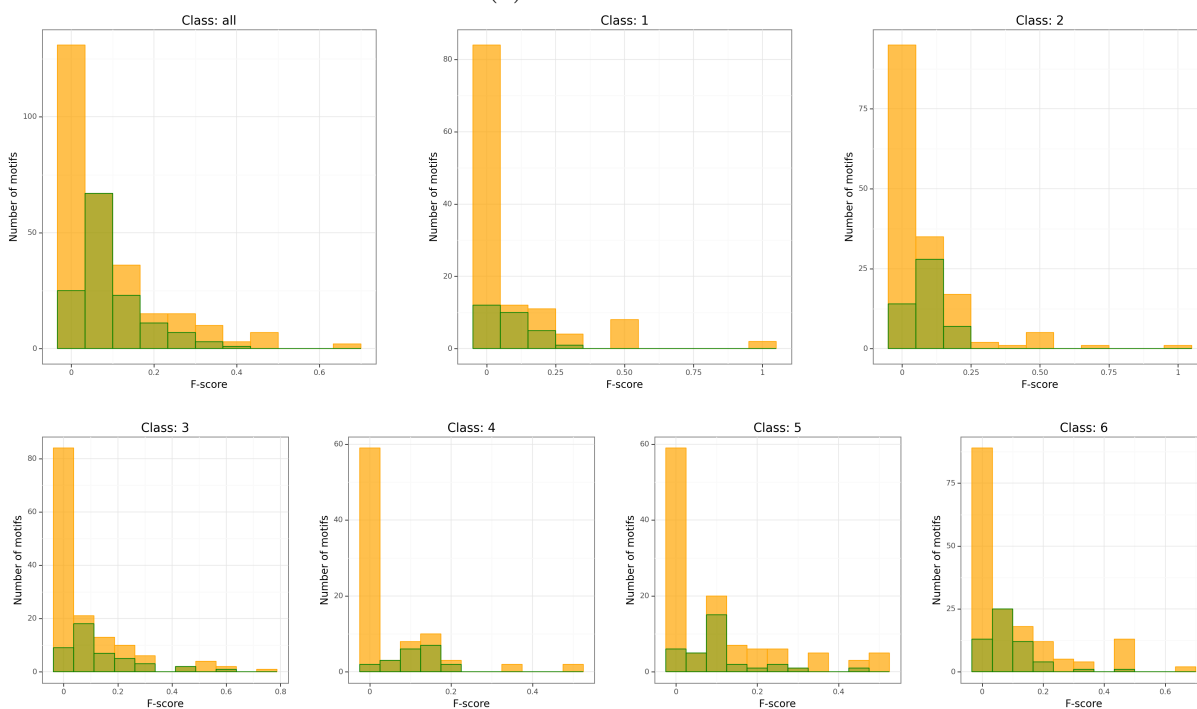 Class: all
100
50
0
Number of motifs
0 0.2 0.4 0.6
F-score
Class: 1
80
60
40
20
0
Number of motifs
0 0.25 0.50 0.75 1
F-score
Class: 2
75
50
25
0
Number of motifs
0 0.25 0.50 0.75 1
F-score
Class: 3
80
60
40
20
0
Number of motifs
0 0.2 0.4 0.6 0.8
F-score
Class: 4
60
40
20
0
Number of motifs
0 0.2 0.4
F-score
Class: 5
60
40
20
0
Number of motifs
0 0.2 0.4
F-score
Class: 6
75
50
25
0
Number of motifs
0 0.2 0.4 0.6
F-score